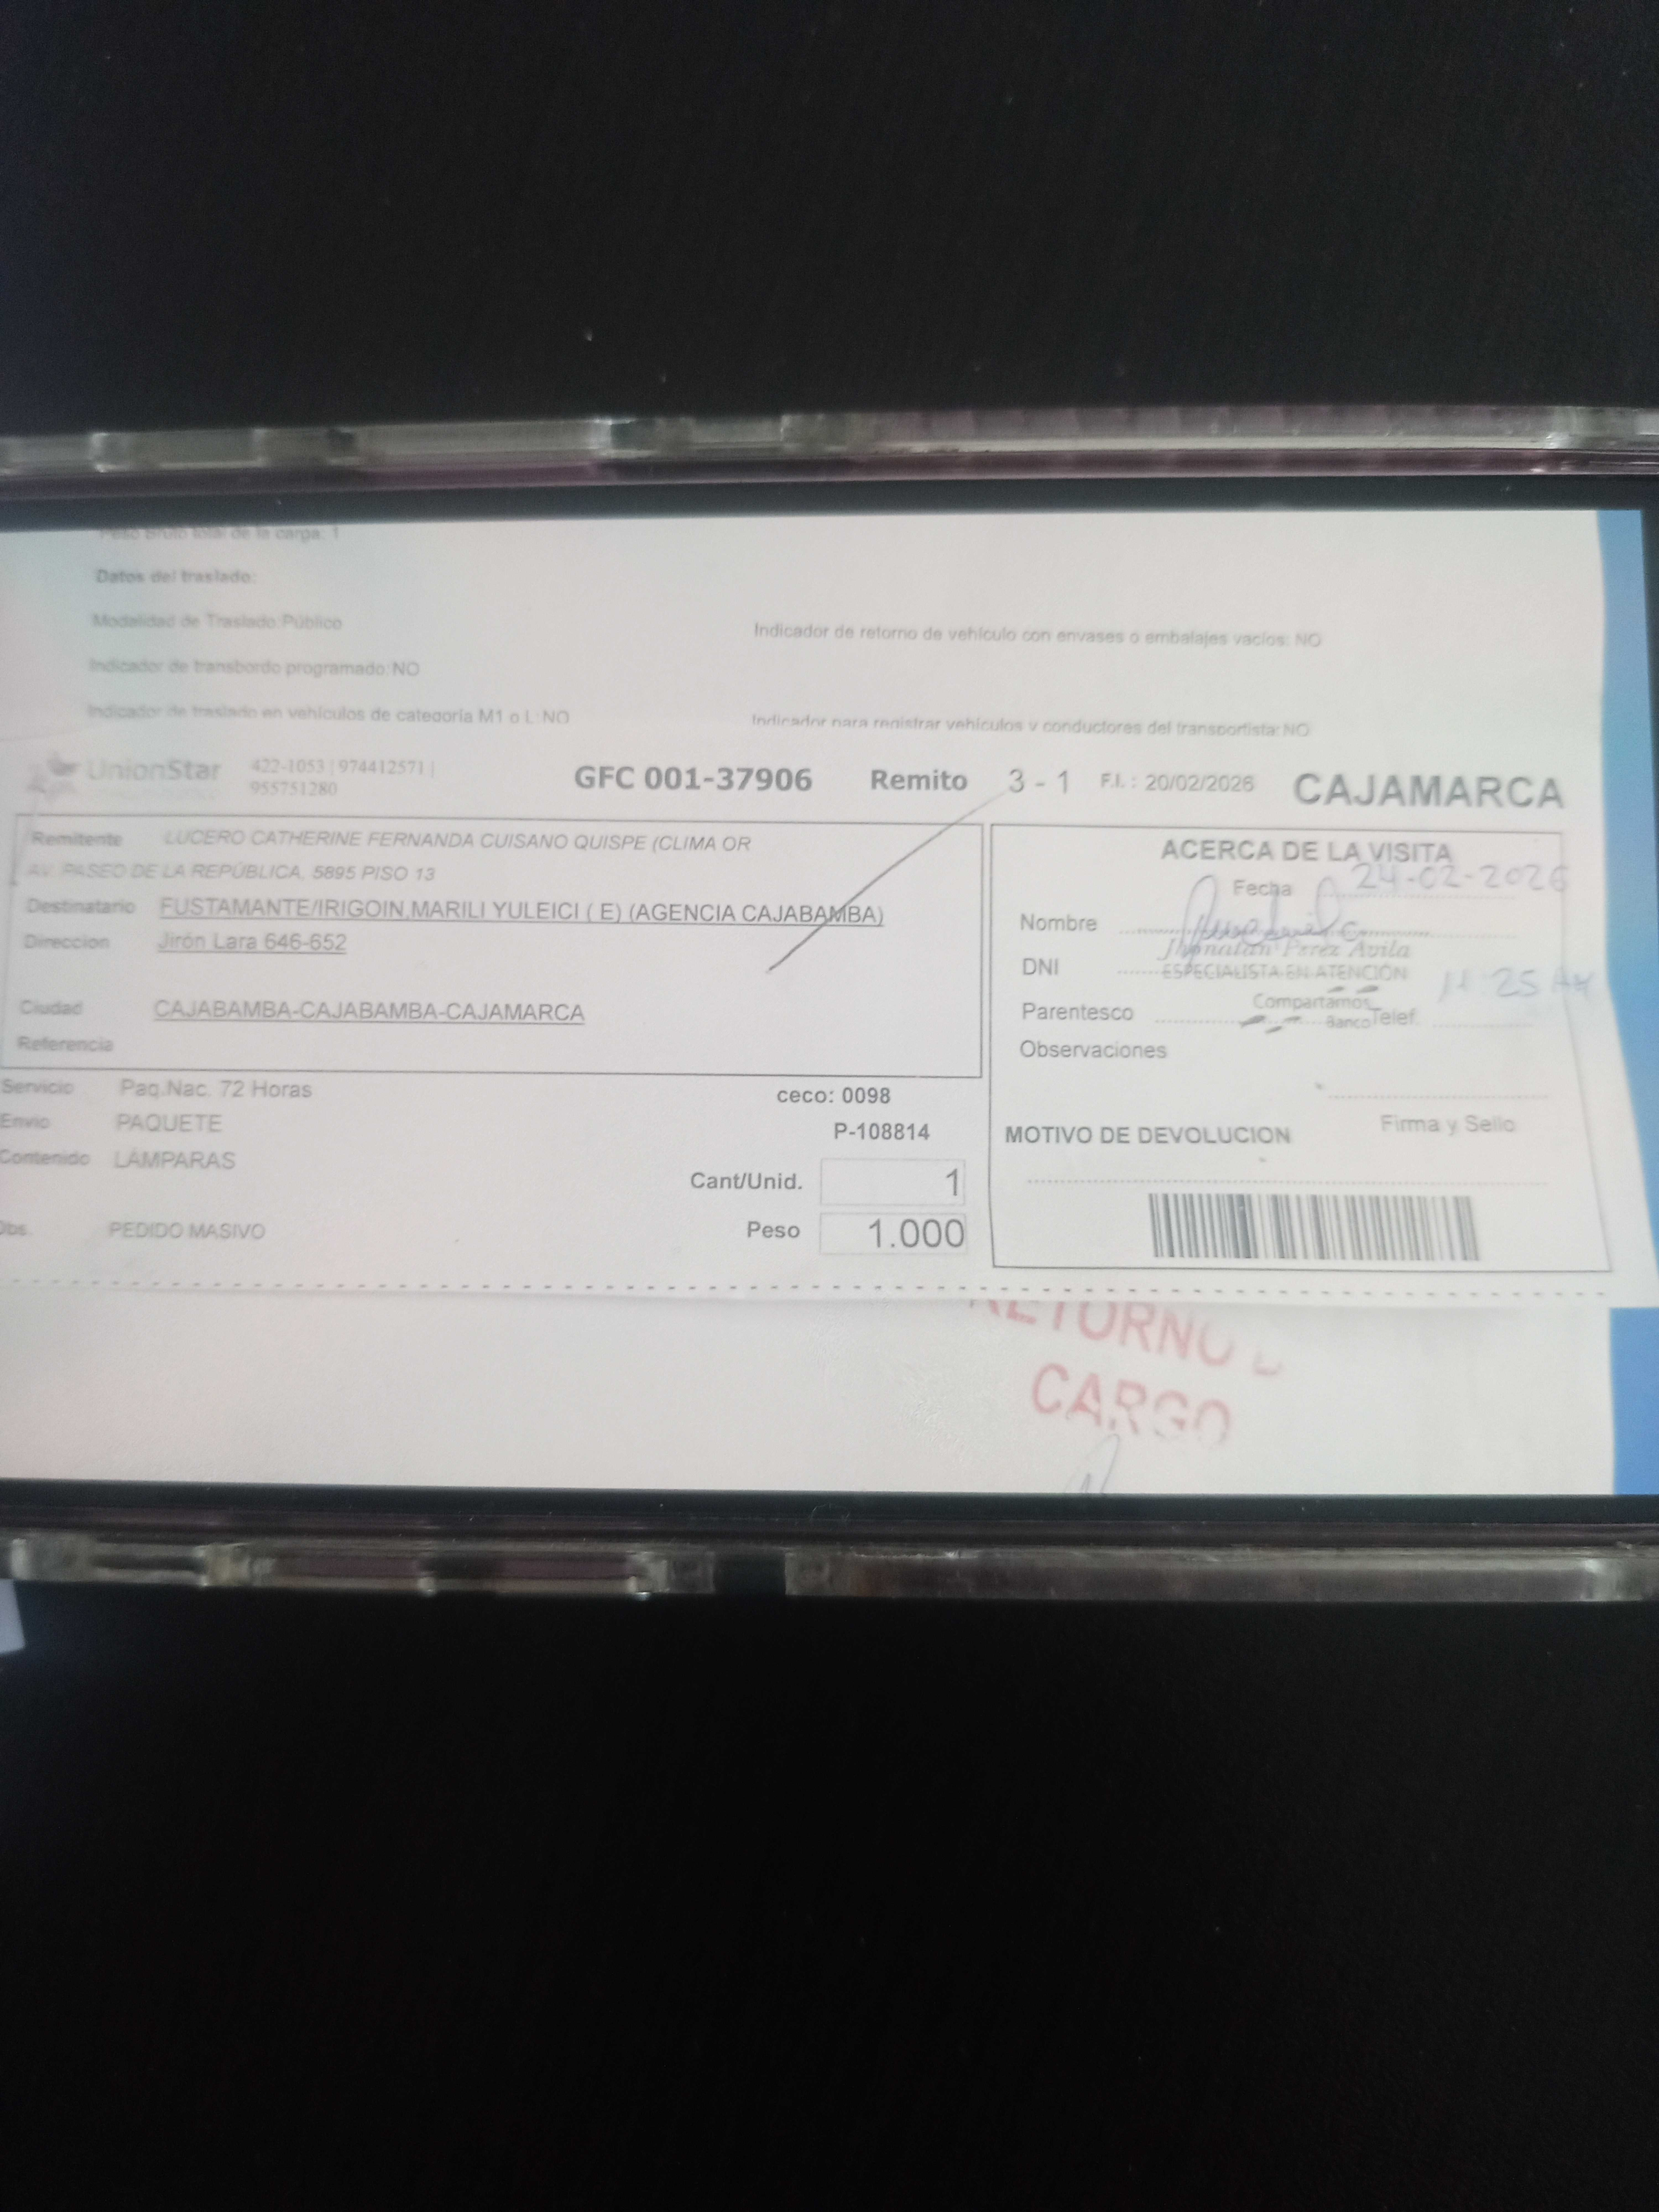 Peso Bruto total de la carga: 1
Datos del traslado:
Modalidad de Traslado:Público
Indicador de retorno de vehículo con envases o embalajes vacíos: NO
Indicador de transbordo programado:NO
Indicador de traslado en vehículos de categoría M1 o L:NO
Indicador para registrar vehículos y conductores del transportista:NO
UnionStar
422-1053 | 974412571 |
955751280
GFC 001-37906 Remito 3 - 1 F.I. : 20/02/2026 CAJAMARCA
Remitente LUCERO CATHERINE FERNANDA CUISANO QUISPE (CLIMA OR
AV. PASEO DE LA REPÚBLICA, 5895 PISO 13
Destinatario FUSTAMANTE/IRIGOIN,MARILI YULEICI ( E) (AGENCIA CAJABAMBA)
Direccion Jirón Lara 646-652
Ciudad CAJABAMBA-CAJABAMBA-CAJAMARCA
Referencia
Servicio Paq.Nac. 72 Horas
ceco: 0098
Envio PAQUETE
P-108814
Contenido LÁMPARAS
Cant/Unid. 1
Obs. PEDIDO MASIVO
Peso 1.000
ACERCA DE LA VISITA
Fecha 24-02-2026
Nombre
Jhonatan Perez Avila
DNI
ESPECIALISTA EN ATENCIÓN
11:25 AM
Parentesco
Compartamos
Banco
Telef.
Observaciones
Firma y Sello
MOTIVO DE DEVOLUCION
RETORNO
CARGO